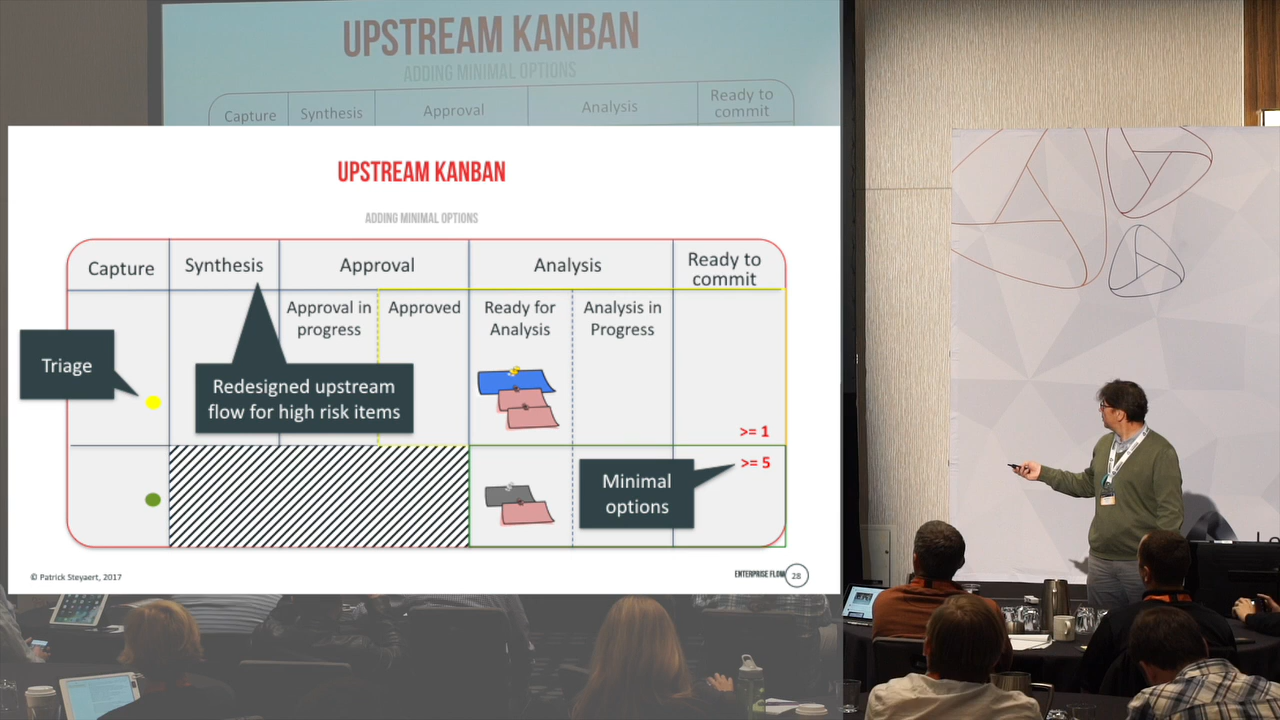 UPSTREAM KANBAN
ADDING MINIMAL OPTIONS
Capture
Synthesis
Approval
Analysis
Ready to
commit
UPSTREAM KANBAN
ADDING MINIMAL OPTIONS
Capture
Synthesis
Approval
Analysis
Ready to
commit
Approval in
progress
Approved
Ready for
Analysis
Analysis in
Progress
Triage
Redesigned upstream
flow for high risk items
>= 1
>= 5
Minimal
options
© Patrick Steyaert, 2017
ENTERPRISE FLOW
28